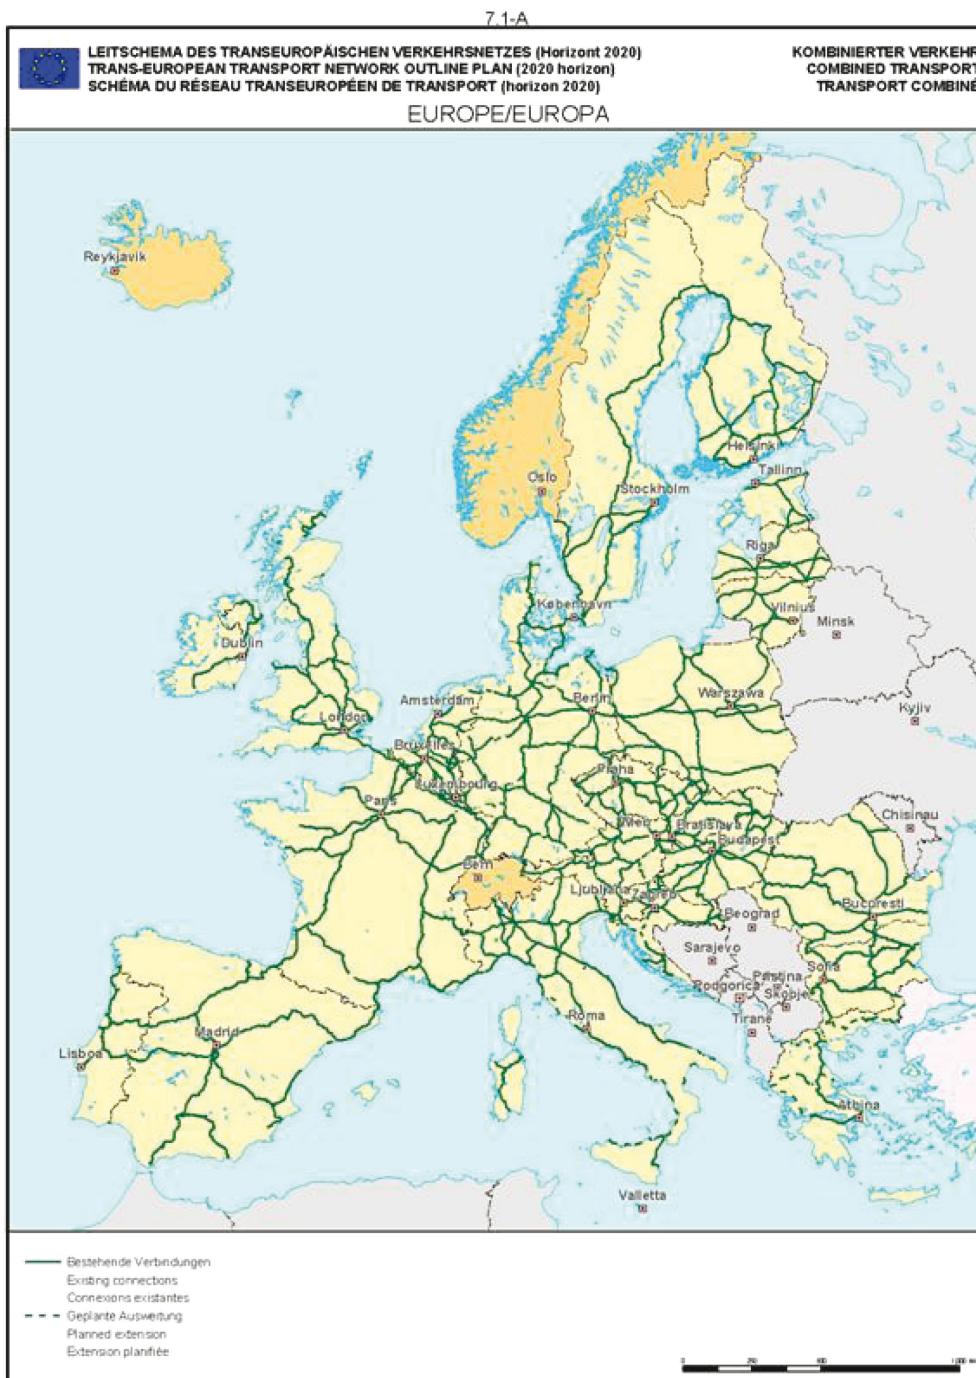 7.1-A
LEITSCHEMA DES TRANSEUROPÄISCHEN VERKEHRSNETZES (Horizont 2020)
TRANS-EUROPEAN TRANSPORT NETWORK OUTLINE PLAN (2020 horizon)
SCHÉMA DU RÉSEAU TRANSEUROPÉEN DE TRANSPORT (horizon 2020)
KOMBINIERTER VERKEHR
COMBINED TRANSPORT
TRANSPORT COMBINÉ
EUROPE/EUROPA
Reykjavik
Helsinki
Tallinn
Oslo
Stockholm
Riga
København
Vilnius
Minsk
Dublin
Amsterdam
Berlin
Warszawa
London
Kyjiv
Bruxelles
Praha
Luxembourg
Paris
Chisinau
Wien
Bratislava
Budapest
Bern
Ljubljana
Zagreb
Bucuresti
Beograd
Sarajevo
Sofia
Pristina
Podgorica
Skopje
Roma
Tirane
Madrid
Lisboa
Athina
Valletta
Bestehende Verbindungen
Existing connections
Connexions existantes
Geplante Ausweitung
Planned extension
Extension planifiée
0